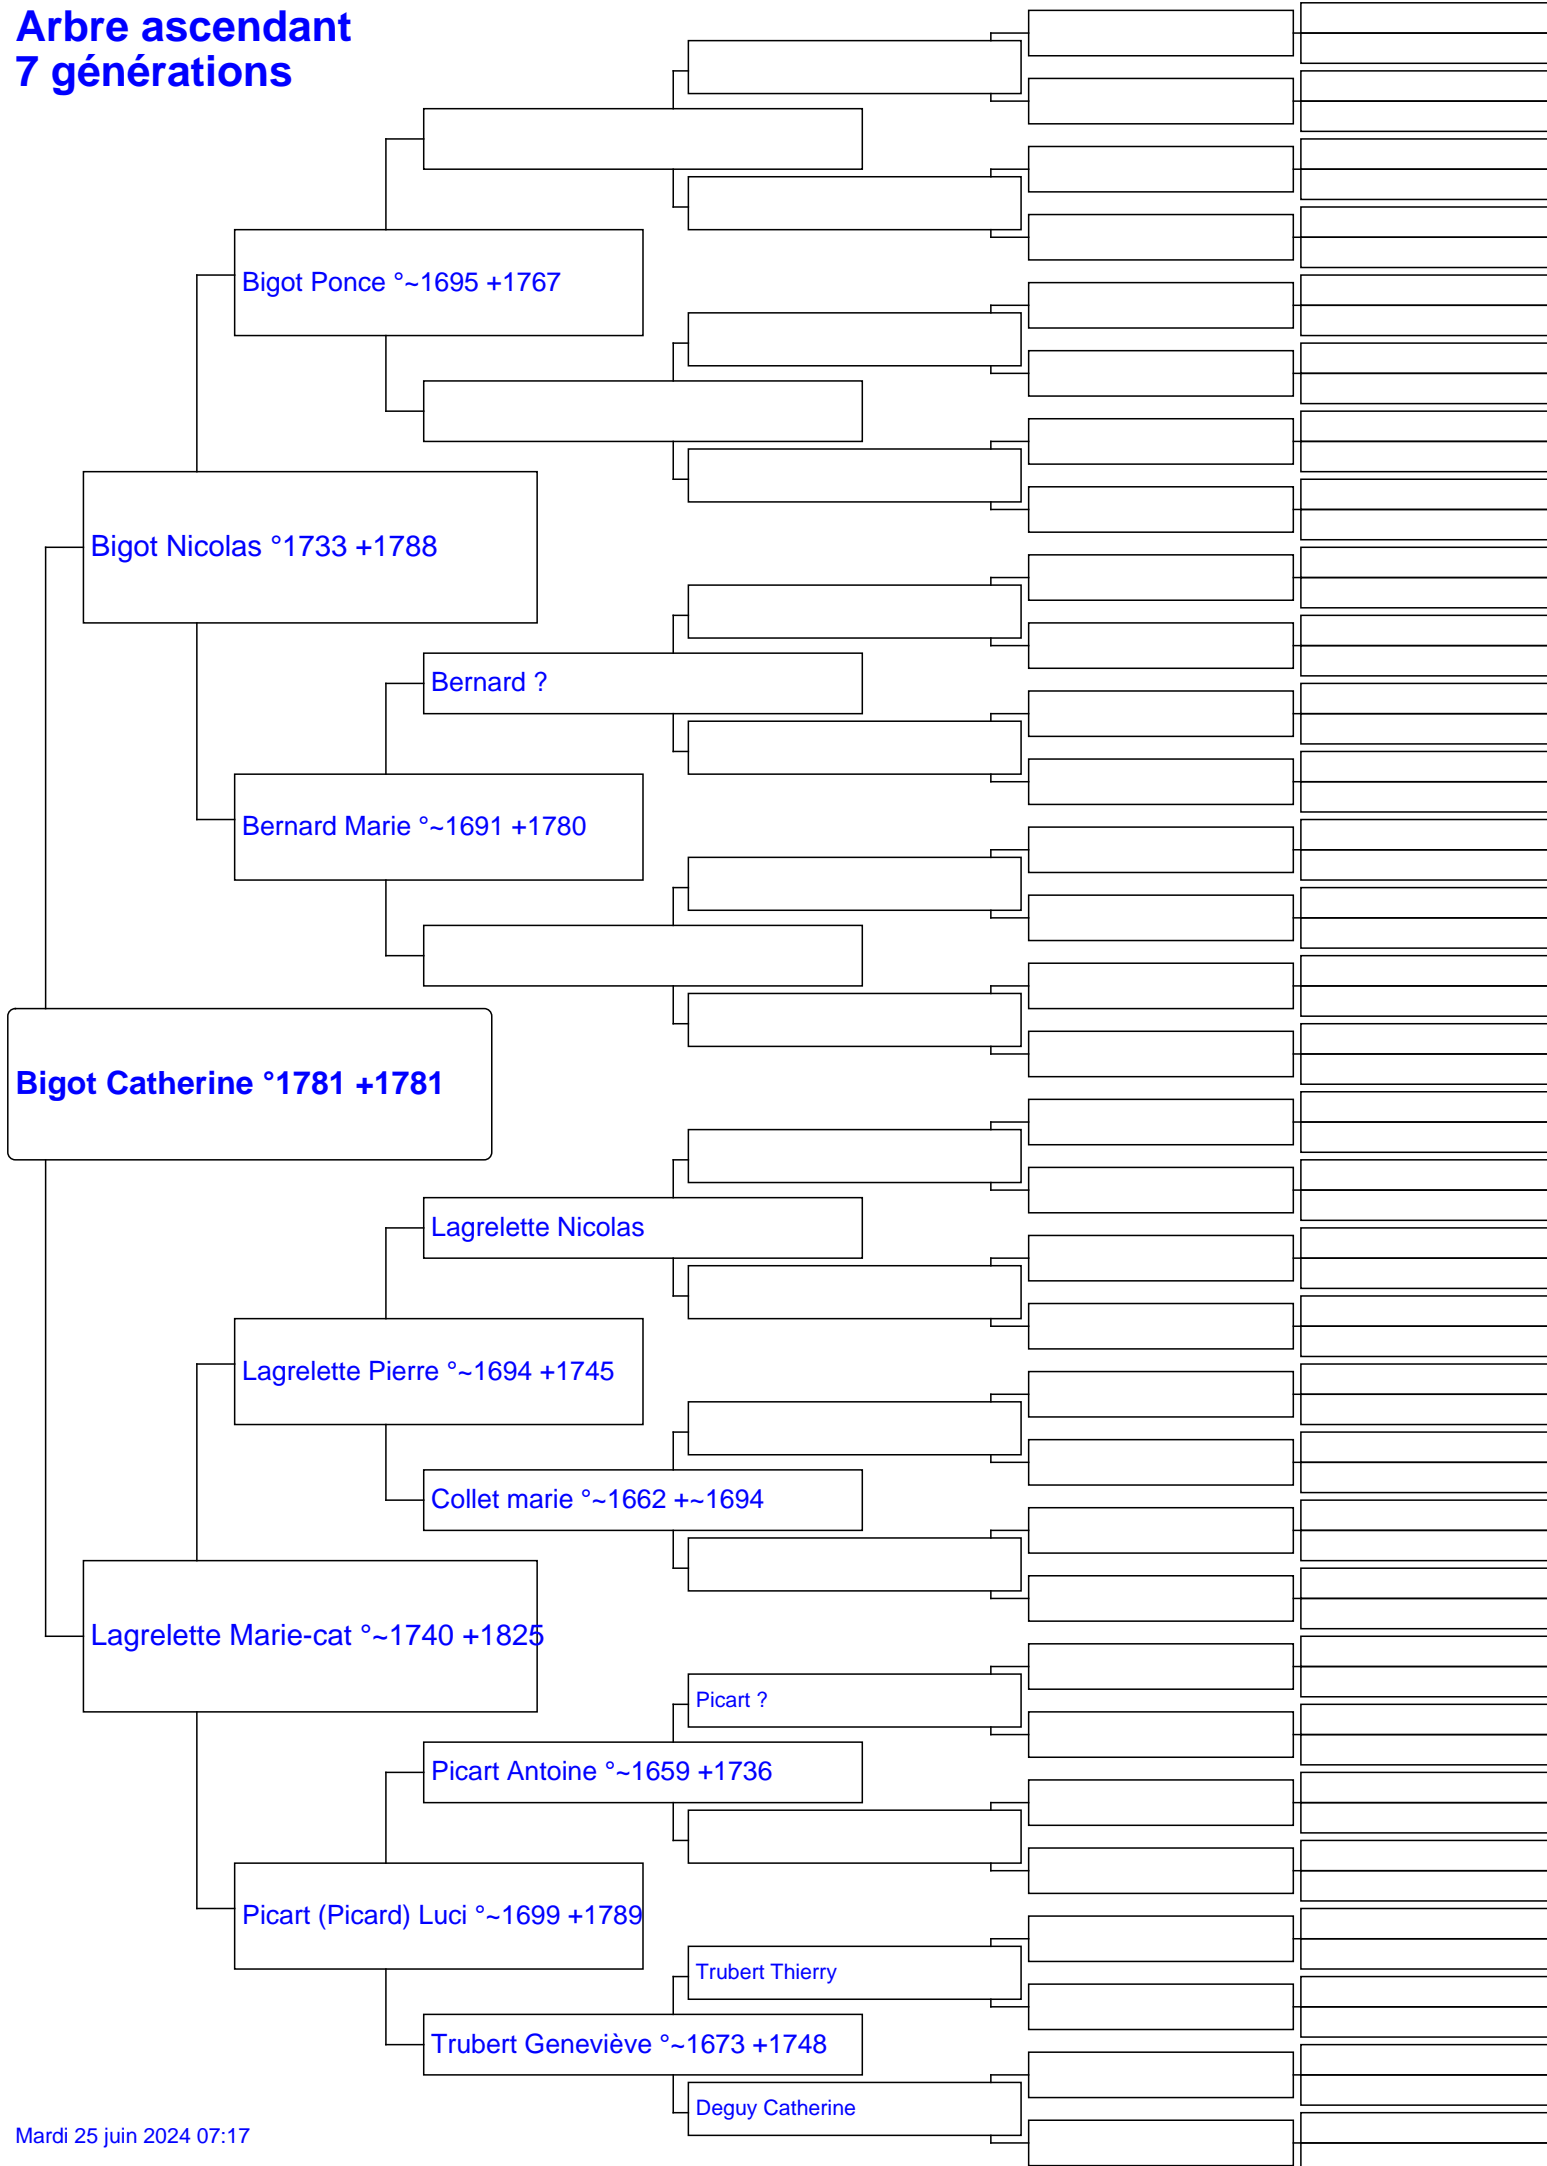 Arbre ascendant
7 générations
Bigot Ponce °~1695 +1767
Bigot Nicolas °1733 +1788
Bernard ?
Bernard Marie °~1691 +1780
Bigot Catherine °1781 +1781
Lagrelette Nicolas
Lagrelette Pierre °~1694 +1745
Collet marie °~1662 +~1694
Lagrelette Marie-cat °~1740 +1825
Picart ?
Picart Antoine °~1659 +1736
Picart (Picard) Luci °~1699 +1789
Trubert Thierry
Trubert Geneviève °~1673 +1748
Deguy Catherine
Mardi 25 juin 2024 07:17